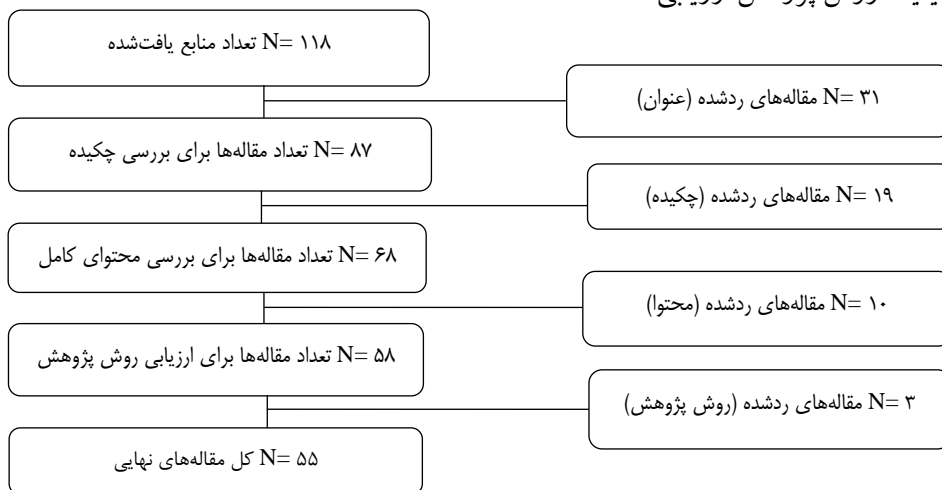 تعداد منابع یافت‌شده N= ۱۱۸
مقاله‌های ردشده (عنوان) N= ۳۱
تعداد مقاله‌ها برای بررسی چکیده N= ۸۷
مقاله‌های ردشده (چکیده) N= ۱۹
تعداد مقاله‌ها برای بررسی محتوای کامل N= ۶۸
مقاله‌های ردشده (محتوا) N= ۱۰
تعداد مقاله‌ها برای ارزیابی روش پژوهش N= ۵۸
مقاله‌های ردشده (روش پژوهش) N= ۳
کل مقاله‌های نهایی N= ۵۵